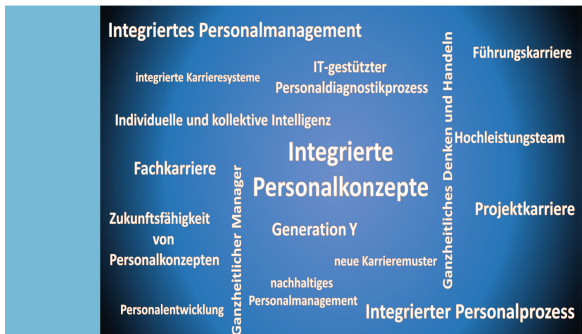 Integriertes Personalmanagement
Führungskarriere
IT-gestützter
Personaldiagnostikprozess
integrierte Karrieresysteme
Individuelle und kollektive Intelligenz
Ganzheitliches Denken und Handeln
Hochleistungsteam
Integrierte
Personalkonzepte
Fachkarriere
Ganzheitlicher Manager
Projektkarriere
Zukunftsfähigkeit
von
Personalkonzepten
Generation Y
neue Karrieremuster
nachhaltiges
Personalmanagement
Personalentwicklung
Integrierter Personalprozess